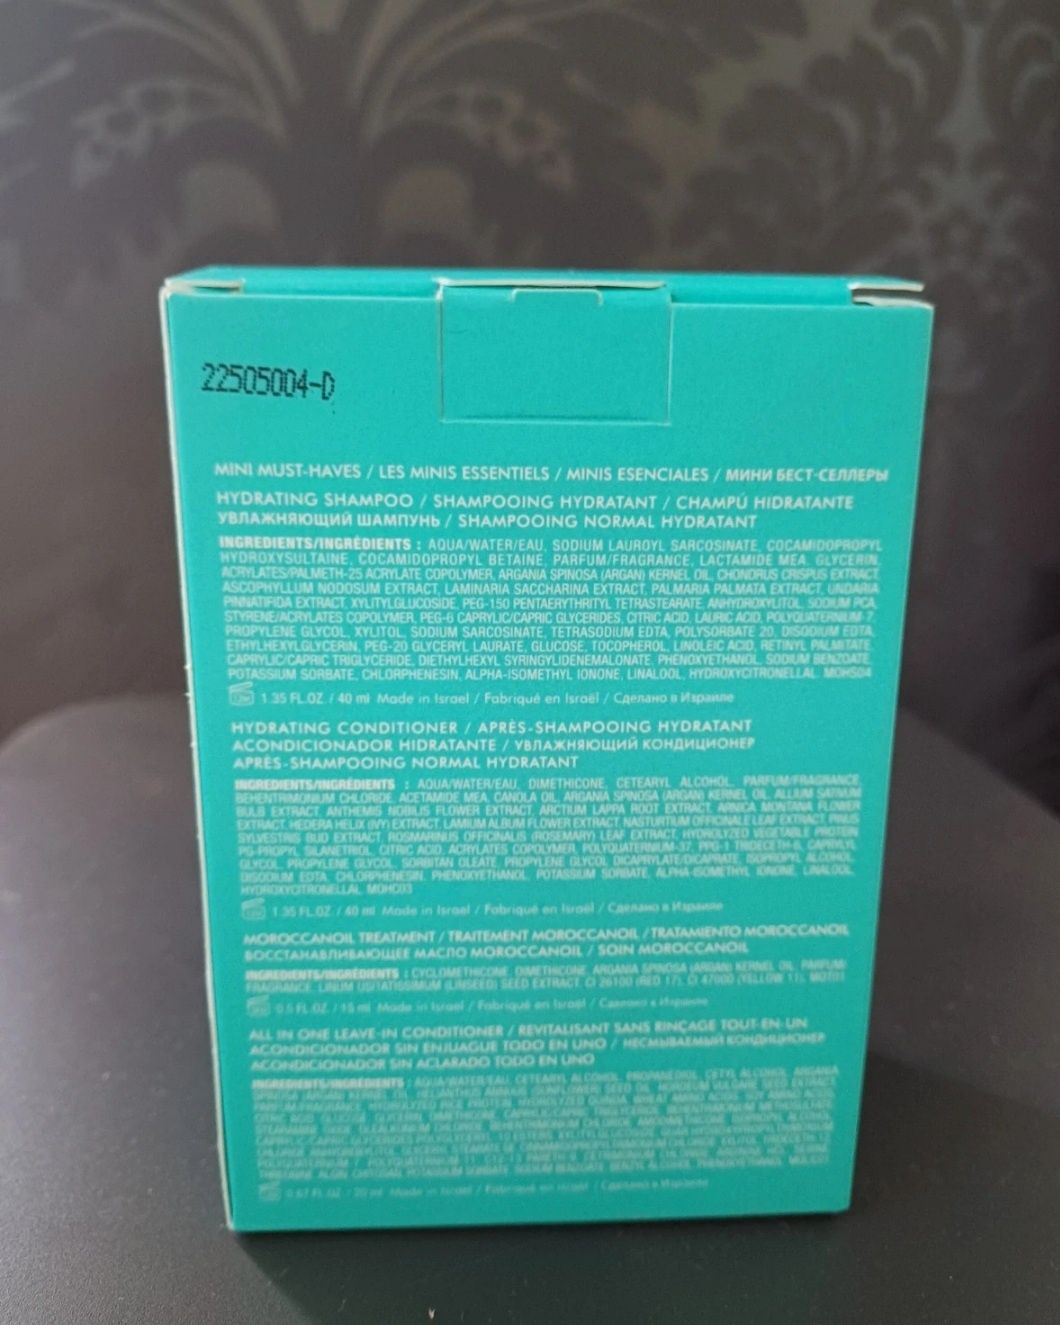 22505004-D
MINI MUST-HAVES / LES MINIS ESSENTIELS / MINIS ESENCIALES / МИНИ БЕСТ-СЕЛЛЕРЫ
HYDRATING SHAMPOO / SHAMPOOING HYDRATANT / CHAMPÚ HIDRATANTE
УВЛАЖНЯЮЩИЙ ШАМПУНЬ / SHAMPOOING NORMAL HYDRATANT
INGREDIENTS/INGRÉDIENTS : AQUA/WATER/EAU, SODIUM LAUROYL SARCOSINATE, COCAMIDOPROPYL
HYDROXYSULTAINE, COCAMIDOPROPYL BETAINE, PARFUM/FRAGRANCE, LACTAMIDE MEA, GLYCERIN,
ACRYLATES/PALMETH-25 ACRYLATE COPOLYMER, ARGANIA SPINOSA (ARGAN) KERNEL OIL, CHONDRUS CRISPUS EXTRACT,
ASCOPHYLLUM NODOSUM EXTRACT, LAMINARIA SACCHARINA EXTRACT, PALMARIA PALMATA EXTRACT, UNDARIA
PINNATIFIDA EXTRACT, XYLITYLGLUCOSIDE, PEG-150 PENTAERYTHRITYL TETRASTEARATE, ANHYDROXYLITOL, SODIUM PCA,
STYRENE/ACRYLATES COPOLYMER, PEG-6 CAPRYLIC/CAPRIC GLYCERIDES, CITRIC ACID, LAURIC ACID, POLYQUATERNIUM-7,
PROPYLENE GLYCOL, XYLITOL, SODIUM SARCOSINATE, TETRASODIUM EDTA, POLYSORBATE 20, DISODIUM EDTA,
ETHYLHEXYLGLYCERIN, PEG-20 GLYCERYL LAURATE, GLUCOSE, TOCOPHEROL, LINOLEIC ACID, RETINYL PALMITATE,
CAPRYLIC/CAPRIC TRIGLYCERIDE, DIETHYLHEXYL SYRINGYLIDENEMALONATE, PHENOXYETHANOL, SODIUM BENZOATE,
POTASSIUM SORBATE, CHLORPHENESIN, ALPHA-ISOMETHYL IONONE, LINALOOL, HYDROXYCITRONELLAL. MOHS04
1.35 FL.OZ. / 40 ml Made in Israel / Fabriqué en Israël / Сделано в Израиле
HYDRATING CONDITIONER / APRÈS-SHAMPOOING HYDRATANT
ACONDICIONADOR HIDRATANTE / УВЛАЖНЯЮЩИЙ КОНДИЦИОНЕР
APRÈS-SHAMPOOING NORMAL HYDRATANT
INGREDIENTS/INGRÉDIENTS : AQUA/WATER/EAU, DIMETHICONE, CETEARYL ALCOHOL, PARFUM/FRAGRANCE,
BEHENTRIMONIUM CHLORIDE, ACETAMIDE MEA, CANOLA OIL, ARGANIA SPINOSA (ARGAN) KERNEL OIL, ALLIUM SATIVUM
BULB EXTRACT, ANTHEMIS NOBILIS FLOWER EXTRACT, ARCTIUM LAPPA ROOT EXTRACT, ARNICA MONTANA FLOWER
EXTRACT, HEDERA HELIX (IVY) EXTRACT, LAMIUM ALBUM FLOWER EXTRACT, NASTURTIUM OFFICINALE LEAF EXTRACT, PINUS
SYLVESTRIS BUD EXTRACT, ROSMARINUS OFFICINALIS (ROSEMARY) LEAF EXTRACT, HYDROLYZED VEGETABLE PROTEIN
PG-PROPYL SILANETRIOL, CITRIC ACID, ACRYLATES COPOLYMER, POLYQUATERNIUM-37, PPG-1 TRIDECETH-6, CAPRYLYL
GLYCOL, PROPYLENE GLYCOL, SORBITAN OLEATE, PROPYLENE GLYCOL DICAPRYLATE/DICAPRATE, ISOPROPYL ALCOHOL,
DISODIUM EDTA, CHLORPHENESIN, PHENOXYETHANOL, POTASSIUM SORBATE, ALPHA-ISOMETHYL IONONE, LINALOOL,
HYDROXYCITRONELLAL. MOHC03
1.35 FL.OZ. / 40 ml Made in Israel / Fabriqué en Israël / Сделано в Израиле
MOROCCANOIL TREATMENT / TRAITEMENT MOROCCANOIL / TRATAMIENTO MOROCCANOIL
ВОССТАНАВЛИВАЮЩЕЕ МАСЛО MOROCCANOIL / SOIN MOROCCANOIL
INGREDIENTS/INGRÉDIENTS : CYCLOMETHICONE, DIMETHICONE, ARGANIA SPINOSA (ARGAN) KERNEL OIL, PARFUM/
FRAGRANCE, LINUM USITATISSIMUM (LINSEED) SEED EXTRACT, CI 26100 (RED 17), CI 47000 (YELLOW 11),
0.5 FL.OZ. / 15 ml Made in Israel / Fabriqué en Israël / Сделано в Израиле
ALL IN ONE LEAVE-IN CONDITIONER / REVITALISANT SANS RINÇAGE TOUT-EN-UN
ACONDICIONADOR SIN ENJUAGUE TODO EN UNO / НЕСМЫВАЕМЫЙ КОНДИЦИОНЕР
ACONDICIONADOR SIN ACLARADO TODO EN UNO
INGREDIENTS/INGRÉDIENTS : AQUA/WATER/EAU, CETEARYL ALCOHOL, PROPANEDIOL, CETYL ALCOHOL, ARGANIA
0.67 FL.OZ. / 20 ml Made in Israel / Fabriqué en Israël / Сделано в Израиле